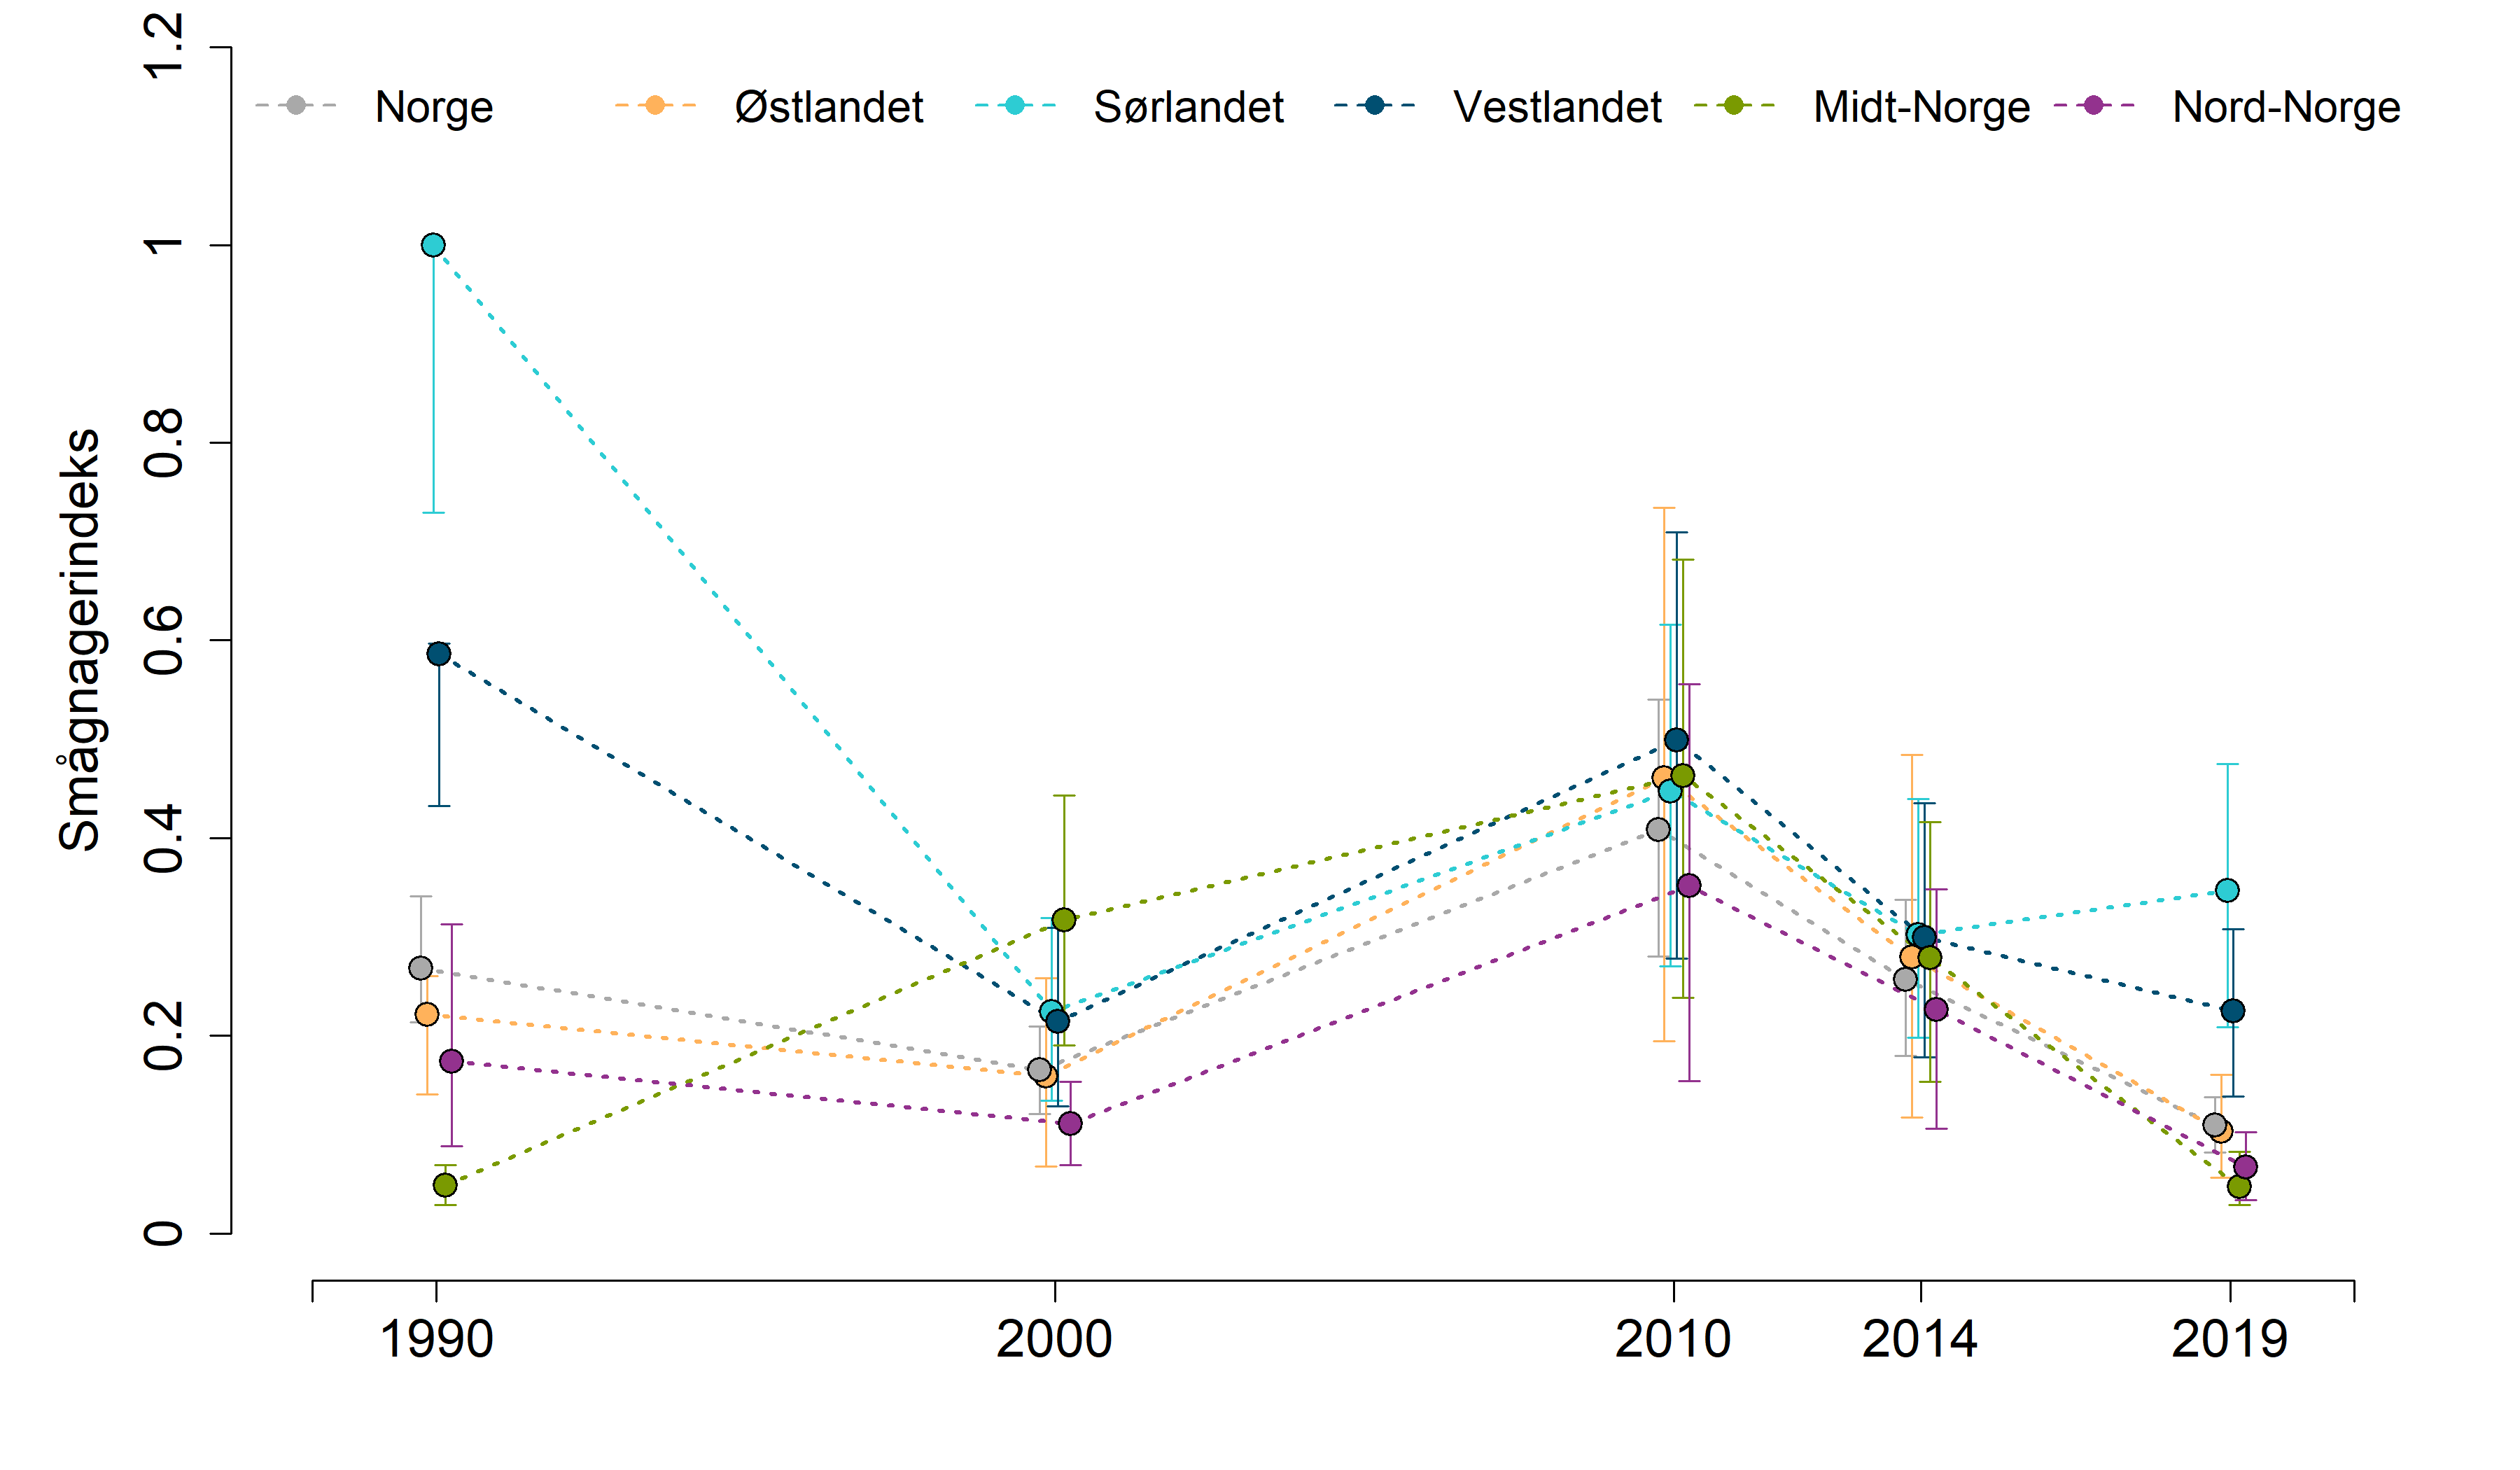 Norge
Østlandet
Sørlandet
Vestlandet
Midt-Norge
Nord-Norge
Smågnagerindeks
1.2
1
0.8
0.6
0.4
0.2
0
1990
2000
2010
2014
2019